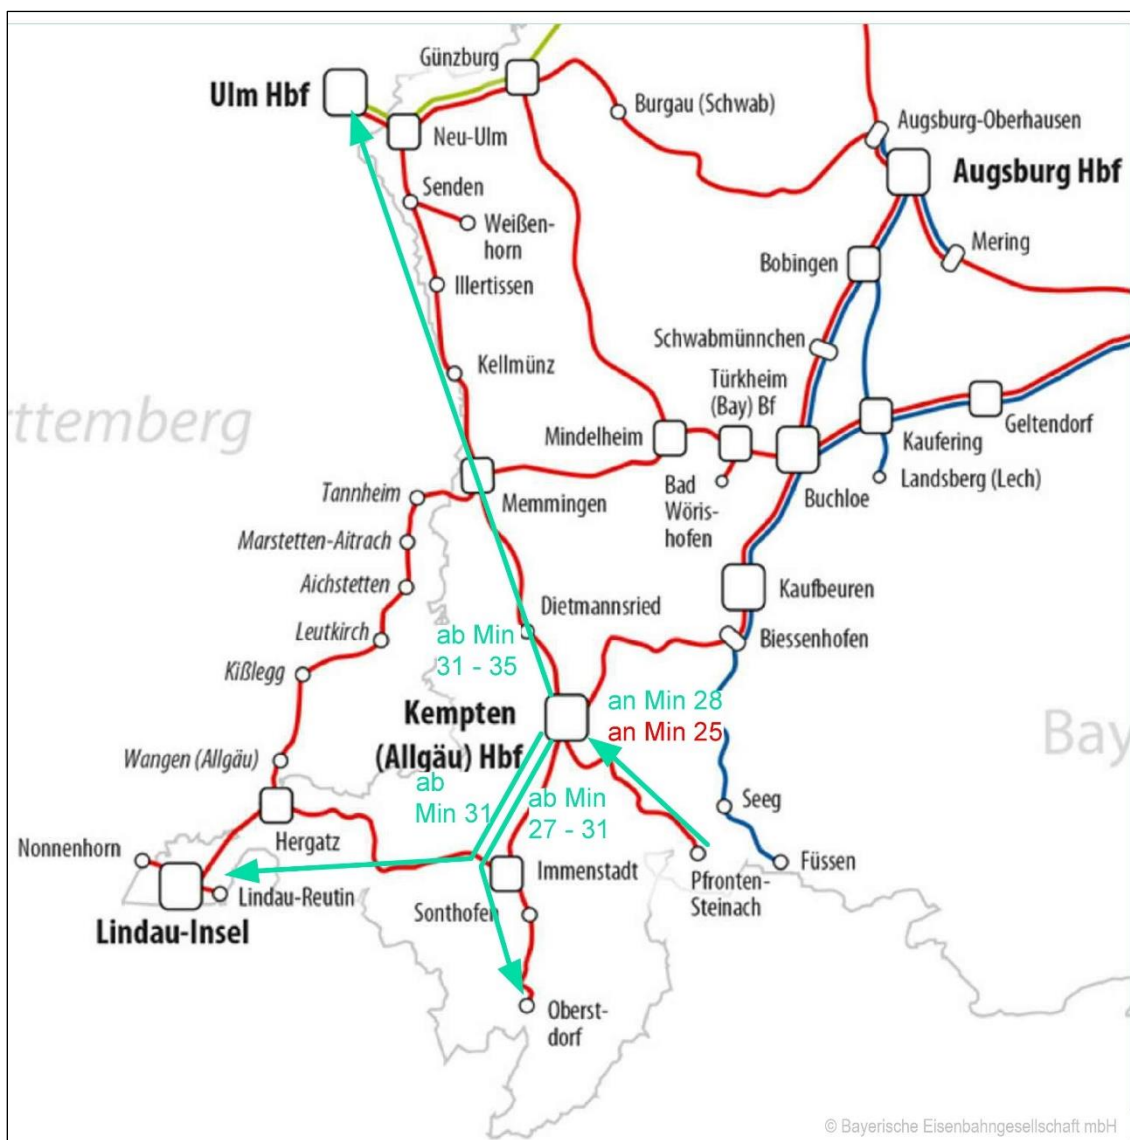 Günzburg
Ulm Hbf
Burgau (Schwab)
Augsburg-Oberhausen
Neu-Ulm
Augsburg Hbf
Senden
Weißen-
horn
Mering
Bobingen
Illertissen
Schwabmünnchen
Kellmünz
Türkheim
(Bay) Bf
ttemberg
Mindelheim
Geltendorf
Kaufering
Landsberg (Lech)
Tannheim
Memmingen
Bad
Wöris-
hofen
Buchloe
Marstetten-Aitrach
Aichstetten
Kaufbeuren
Dietmannsried
Leutkirch
ab Min
31 - 35
Biessenhofen
Kißlegg
Kempten
(Allgäu) Hbf
an Min 28
an Min 25
Bay
Wangen (Allgäu)
ab
Min 31
ab Min
27 - 31
Seeg
Hergatz
Nonnenhorn
Immenstadt
Füssen
Pfronten-
Steinach
Lindau-Reutin
Sonthofen
Lindau-Insel
Oberst-
dorf
© Bayerische Eisenbahngesellschaft mbH